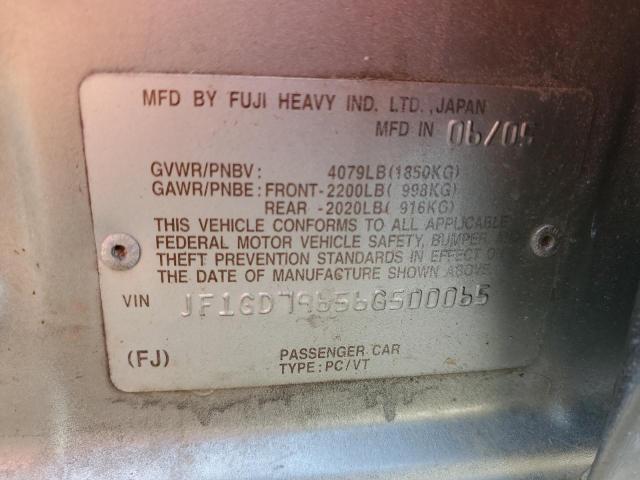 MFD BY FUJI HEAVY IND. LTD.,JAPAN
MFD IN 06/05
GVWR/PNBV: 4079LB(1850KG)
GAWR/PNBE:FRONT-2200LB( 998KG)
REAR -2020LB( 916KG)
THIS VEHICLE CONFORMS TO ALL APPLICABLE
FEDERAL MOTOR VEHICLE SAFETY, BUMPER,
THEFT PREVENTION STANDARDS IN EFFECT
THE DATE OF MANUFACTURE SHOWN ABOVE.
VIN JF1GD79656G500065
(FJ) PASSENGER CAR
TYPE:PC/VT